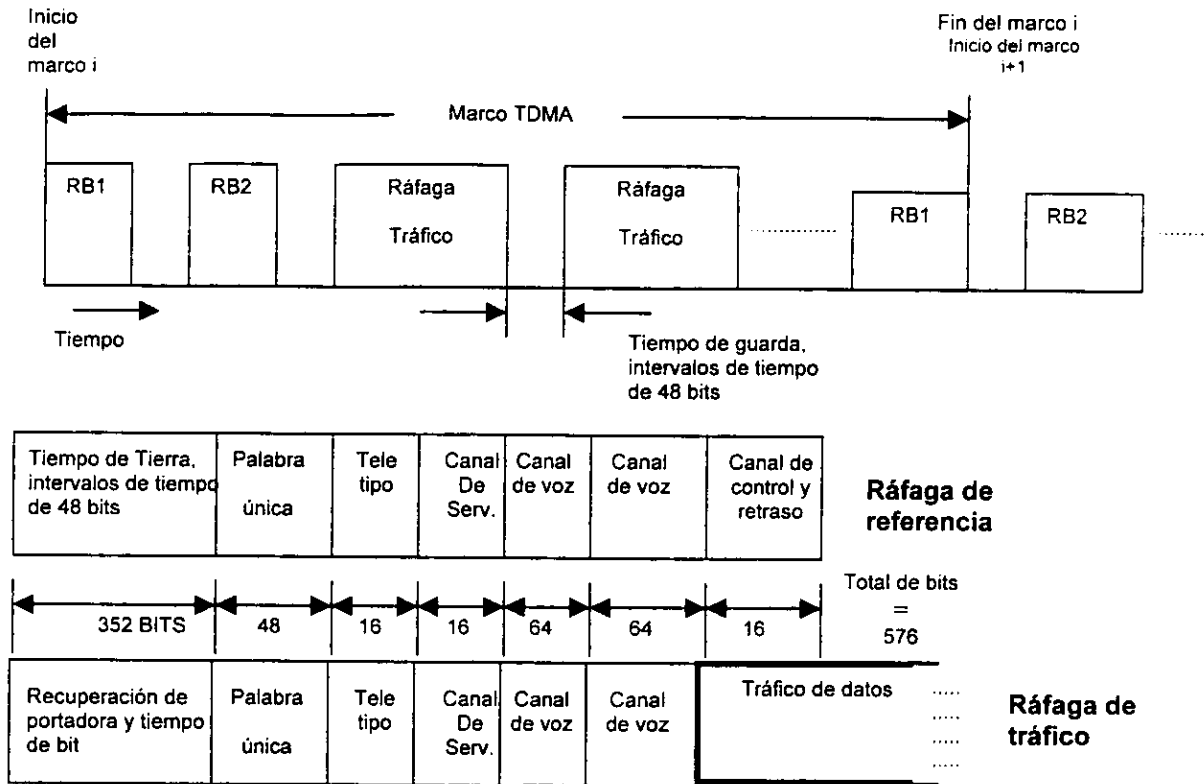 Inicio
del
marco i
Fin del marco i
Inicio del marco
i+1
Marco TDMA
RB1
RB2
Ráfaga
Tráfico
Ráfaga
Tráfico
RB1
RB2
Tiempo
Tiempo de guarda,
intervalos de tiempo
de 48 bits
Tiempo de Tierra,
intervalos de tiempo
de 48 bits
Palabra
única
Tele
tipo
Canal
De
Serv.
Canal
de voz
Canal
de voz
Canal de
control y
retraso
Ráfaga de
referencia
352 BITS
48
16
16
64
64
16
Total de bits
=
576
Recuperación de
portadora y tiempo
de bit
Palabra
única
Tele
tipo
Canal
De
Serv.
Canal
de voz
Canal
de voz
Tráfico de datos
Ráfaga de
tráfico